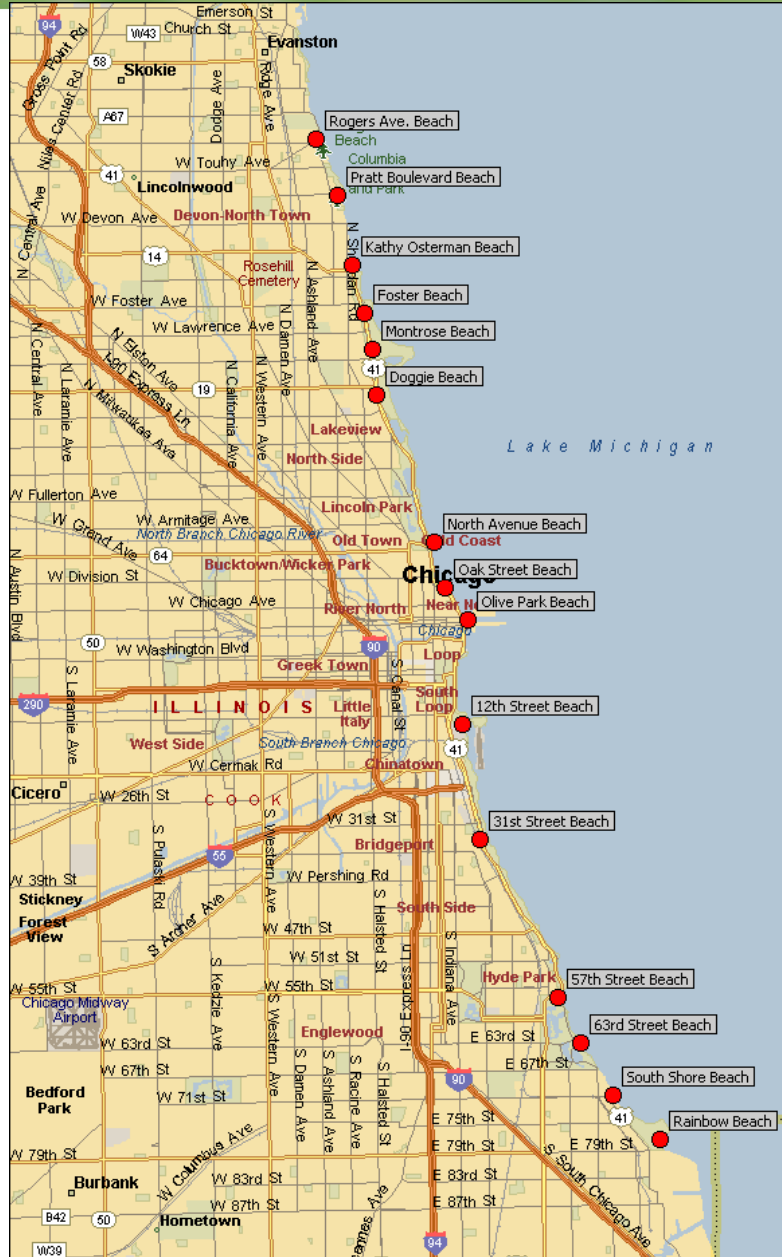 Emerson St
94
W43
Church St
Evanston
Gross Point Rd
58
Skokie
Ridge Ave
Dodge Ave
Niles Center Rd
A67
Rogers Ave. Beach
Beach
Columbia
W Touhy Ave
41
Lincolnwood
Pratt Boulevard Beach
and Park
W Devon Ave
Devon-North Town
N Central Ave
14
Rosehill
Cemetery
Kathy Osterman Beach
N Ashland Ave
W Foster Ave
Foster Beach
W Lawrence Ave
N Damen Ave
Montrose Beach
N Elston Ave
I-90 Express Ln
N Milwaukee Ave
N Central Ave
N Laramie Ave
19
N California Ave
N Western Ave
41
Doggie Beach
Lakeview
North Side
Lake Michigan
W Fullerton Ave
Lincoln Park
W Grand Ave
W Armitage Ave
North Branch Chicago River
North Avenue Beach
Old Town
64
N Austin Blvd
W Division St
Bucktown/Wicker Park
Chicago
Oak Street Beach
W Chicago Ave
River North
Olive Park Beach
Chicago
50
W Washington Blvd
90
Loop
S Laramie Ave
Greek Town
S Canal St
290
ILLINOIS
Little
Italy
South
Loop
12th Street Beach
West Side
South Branch Chicago
41
W Cermak Rd
Chinatown
Cicero
W 26th St
COOK
W 31st St
31st Street Beach
S Pulaski Rd
55
S Western Ave
Bridgeport
W 39th St
W Pershing Rd
Stickney
Forest
View
S Archer Ave
S Halsted St
South Side
W 47th St
W 51st St
S Indiana Ave
W 55th St
S Kedzie Ave
W 55th St
Hyde Park
57th Street Beach
Chicago Midway
Airport
S Western Ave
I-90 Express Ln
Englewood
E 63rd St
63rd Street Beach
W 63rd St
W 67th St
E 67th St
Bedford
Park
W 71st St
S Damen Ave
S Ashland Ave
S Racine Ave
S Halsted St
90
South Shore Beach
41
E 75th St
Rainbow Beach
W 79th St
W Columbus Ave
E 79th St
E 79th St
S South Chicago Ave
Burbank
W 83rd St
E 83rd St
W 87th St
E 87th St
B42
50
Hometown
94
W39